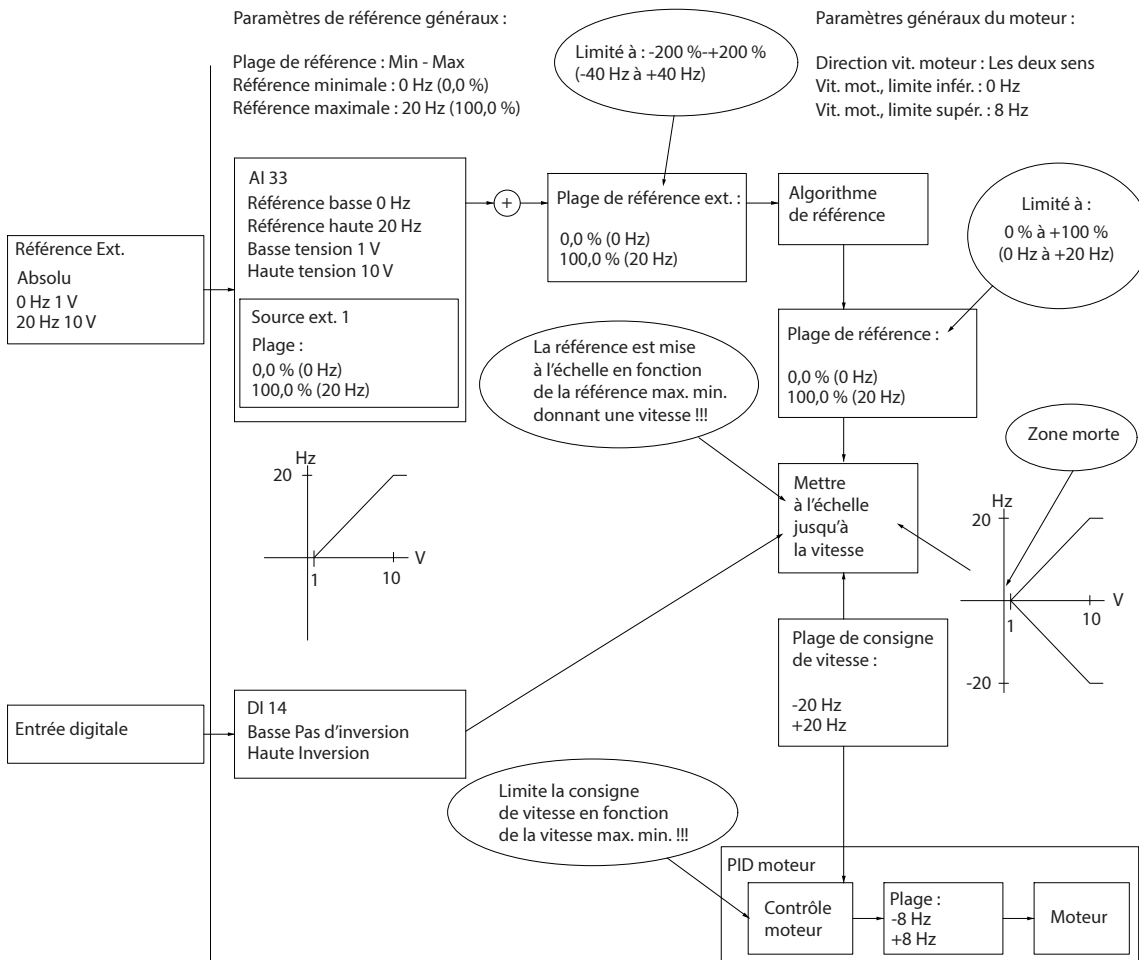 Paramètres de référence généraux :
Plage de référence : Min - Max
Référence minimale : 0 Hz (0,0 %)
Référence maximale : 20 Hz (100,0 %)
Limité à : -200 %-+200 %
(-40 Hz à +40 Hz)
Paramètres généraux du moteur :
Direction vit. moteur : Les deux sens
Vit. mot., limite infér. : 0 Hz
Vit. mot., limite supér. : 8 Hz
Référence Ext.
Absolu
0 Hz 1 V
20 Hz 10 V
AI 33
Référence basse 0 Hz
Référence haute 20 Hz
Basse tension 1 V
Haute tension 10 V
Source ext. 1
Plage :
0,0 % (0 Hz)
100,0 % (20 Hz)
+
Plage de référence ext. :
0,0 % (0 Hz)
100,0 % (20 Hz)
Algorithme
de référence
Limité à :
0 % à +100 %
(0 Hz à +20 Hz)
Plage de référence :
0,0 % (0 Hz)
100,0 % (20 Hz)
La référence est mise
à l'échelle en fonction
de la référence max. min.
donnant une vitesse !!!
Zone morte
Hz
20
V
1
10
Mettre
à l'échelle
jusqu'à
la vitesse
Hz
20
V
1
10
-20
Plage de consigne
de vitesse :
-20 Hz
+20 Hz
Entrée digitale
DI 14
Basse Pas d'inversion
Haute Inversion
Limite la consigne
de vitesse en fonction
de la vitesse max. min. !!!
PID moteur
Contrôle
moteur
Plage :
-8 Hz
+8 Hz
Moteur